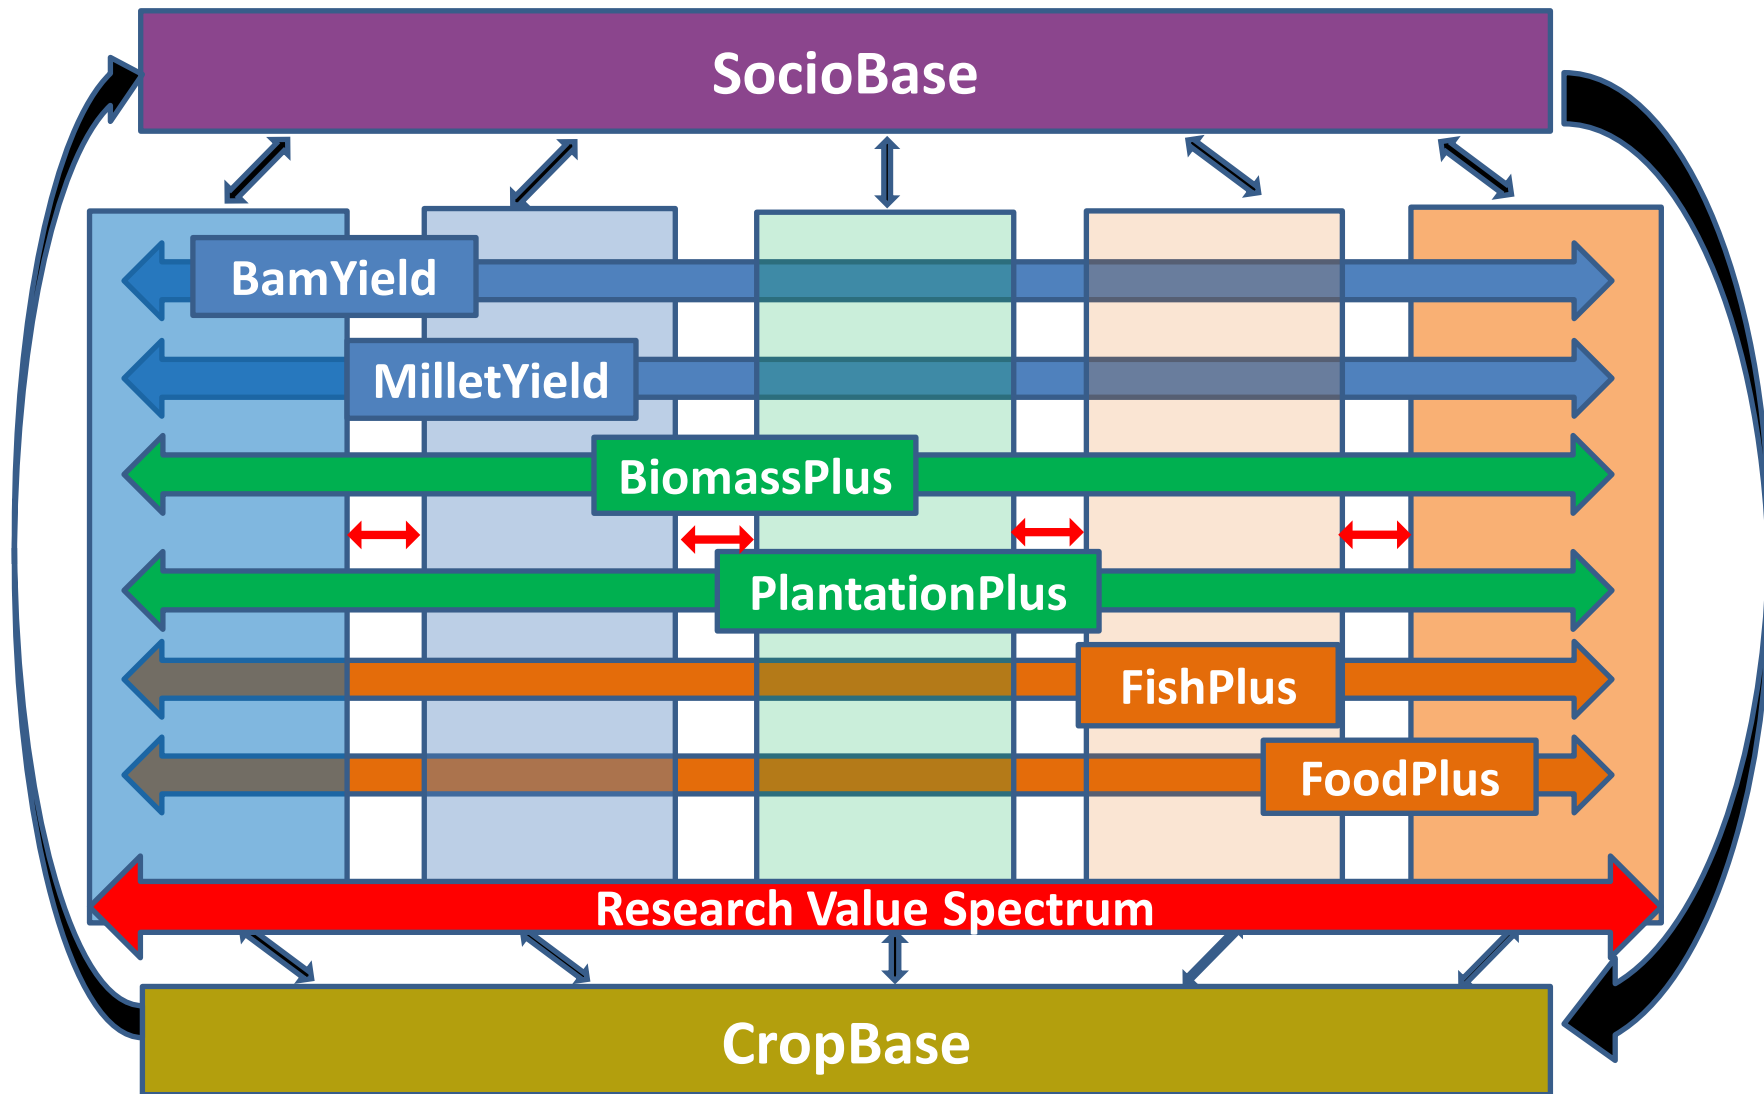 SocioBase
BamYield
MilletYield
BiomassPlus
PlantationPlus
FishPlus
FoodPlus
Research Value Spectrum
CropBase